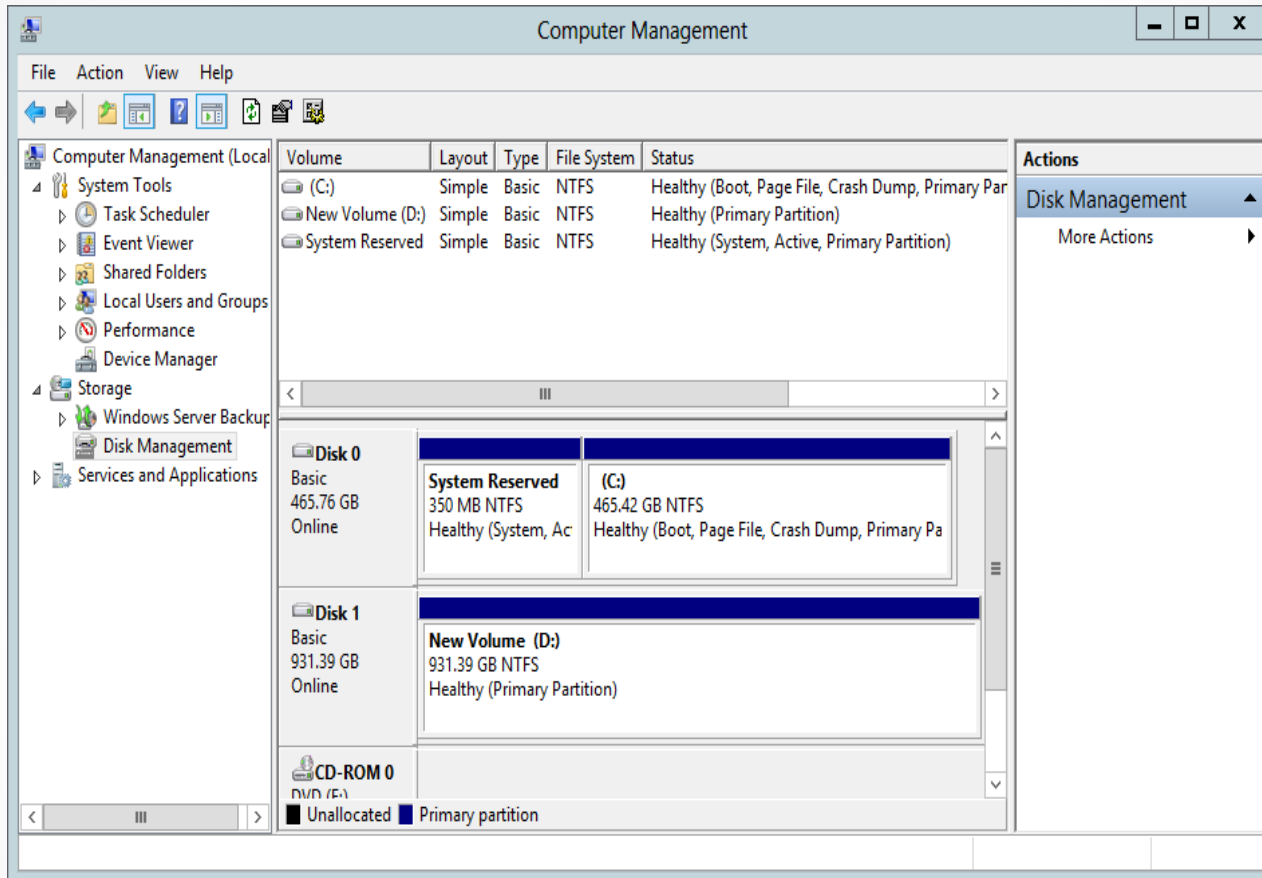 Computer Management
File Action View Help
Computer Management (Local
System Tools
Task Scheduler
Event Viewer
Shared Folders
Local Users and Groups
Performance
Device Manager
Storage
Windows Server Backup
Disk Management
Services and Applications
Volume Layout Type File System Status
(C:) Simple Basic NTFS Healthy (Boot, Page File, Crash Dump, Primary Par
New Volume (D:) Simple Basic NTFS Healthy (Primary Partition)
System Reserved Simple Basic NTFS Healthy (System, Active, Primary Partition)
Disk 0
Basic
465.76 GB
Online
System Reserved
350 MB NTFS
Healthy (System, Ac
(C:)
465.42 GB NTFS
Healthy (Boot, Page File, Crash Dump, Primary Pa
Disk 1
Basic
931.39 GB
Online
New Volume (D:)
931.39 GB NTFS
Healthy (Primary Partition)
CD-ROM 0
DVD (E:)
Unallocated Primary partition
Actions
Disk Management
More Actions